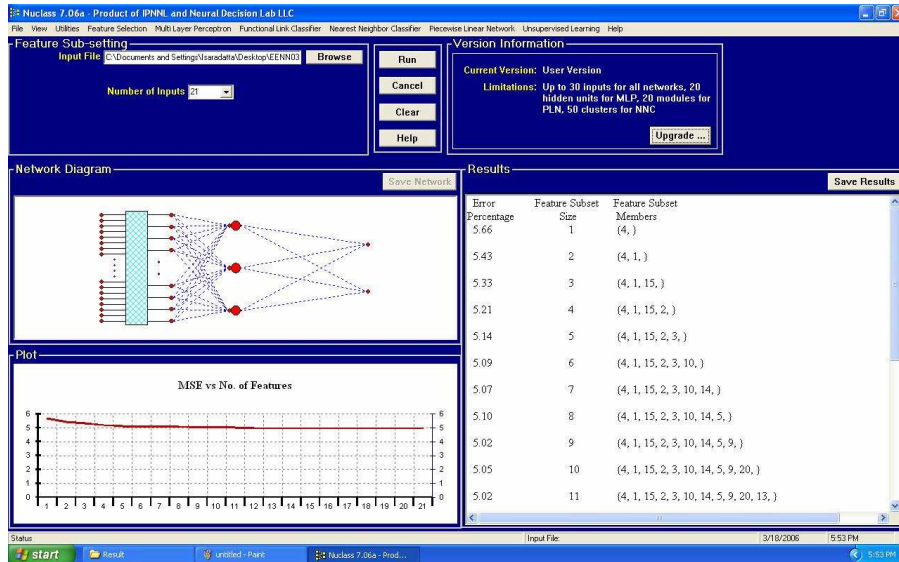 Nuclass 7.06a - Product of IPNNL and Neural Decision Lab LLC
File View Utilities Feature Selection Multi Layer Perceptron Functional Link Classifier Nearest Neighbor Classifier Piecewise Linear Network Unsupervised Learning Help
Feature Sub-setting
Input File C:\Documents and Settings\Isaradatta\Desktop\EENN03 Browse
Number of Inputs 21
Run
Cancel
Clear
Help
Version Information
Current Version: User Version
Limitations: Up to 30 inputs for all networks, 20
hidden units for MLP, 20 modules for
PLN, 50 clusters for NNC
Upgrade ...
Network Diagram
Save Network
Plot
MSE vs No. of Features
6 6
5 5
4 4
3 3
2 2
1 1
0 0
1 2 3 4 5 6 7 8 9 10 11 12 13 14 15 16 17 18 19 20 21
Results
Save Results
Error Feature Subset Feature Subset
Percentage Size Members
5.66 1 (4, )
5.43 2 (4, 1, )
5.33 3 (4, 1, 15, )
5.21 4 (4, 1, 15, 2, )
5.14 5 (4, 1, 15, 2, 3, )
5.09 6 (4, 1, 15, 2, 3, 10, )
5.07 7 (4, 1, 15, 2, 3, 10, 14, )
5.10 8 (4, 1, 15, 2, 3, 10, 14, 5, )
5.02 9 (4, 1, 15, 2, 3, 10, 14, 5, 9, )
5.05 10 (4, 1, 15, 2, 3, 10, 14, 5, 9, 20, )
5.02 11 (4, 1, 15, 2, 3, 10, 14, 5, 9, 20, 13, )
Status Input File: 3/18/2006 5:53 PM
start Result untitled - Paint Nuclass 7.06a - Prod... 5:53 PM